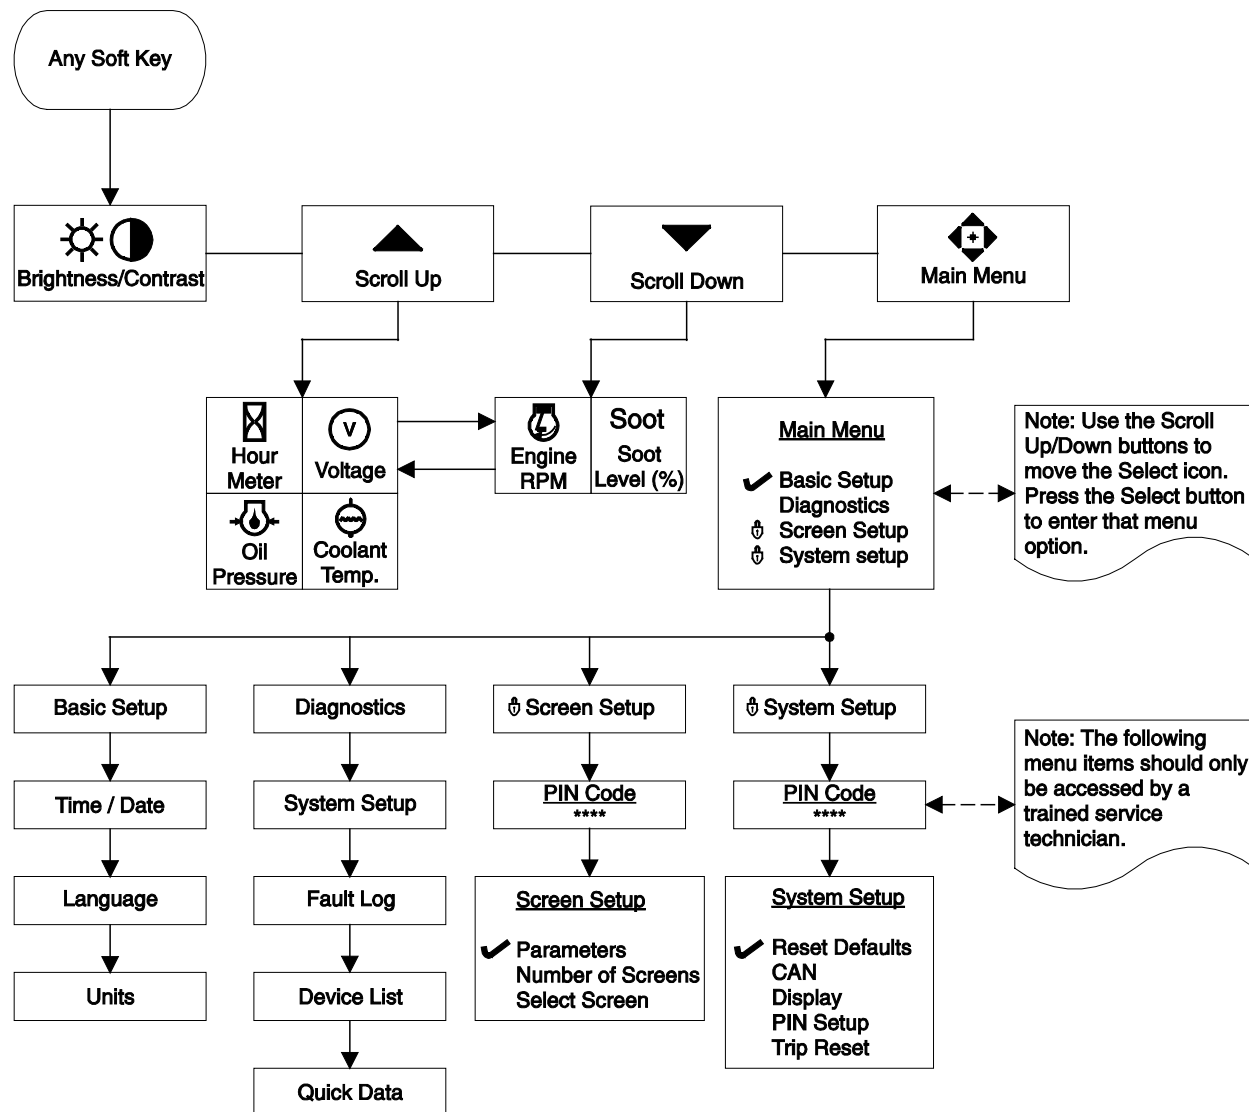 Any Soft Key
Brightness/Contrast
Scroll Up
Scroll Down
Main Menu
Hour
Meter
V
Voltage
Oil
Pressure
Coolant
Temp.
Engine
RPM
Soot
Soot
Level (%)
Main Menu
Basic Setup
Diagnostics
Screen Setup
System setup
Note: Use the Scroll
Up/Down buttons to
move the Select icon.
Press the Select button
to enter that menu
option.
Basic Setup
Time / Date
Language
Units
Diagnostics
System Setup
Fault Log
Device List
Quick Data
Screen Setup
PIN Code
****
Screen Setup
Parameters
Number of Screens
Select Screen
System Setup
PIN Code
****
System Setup
Reset Defaults
CAN
Display
PIN Setup
Trip Reset
Note: The following
menu items should only
be accessed by a
trained service
technician.